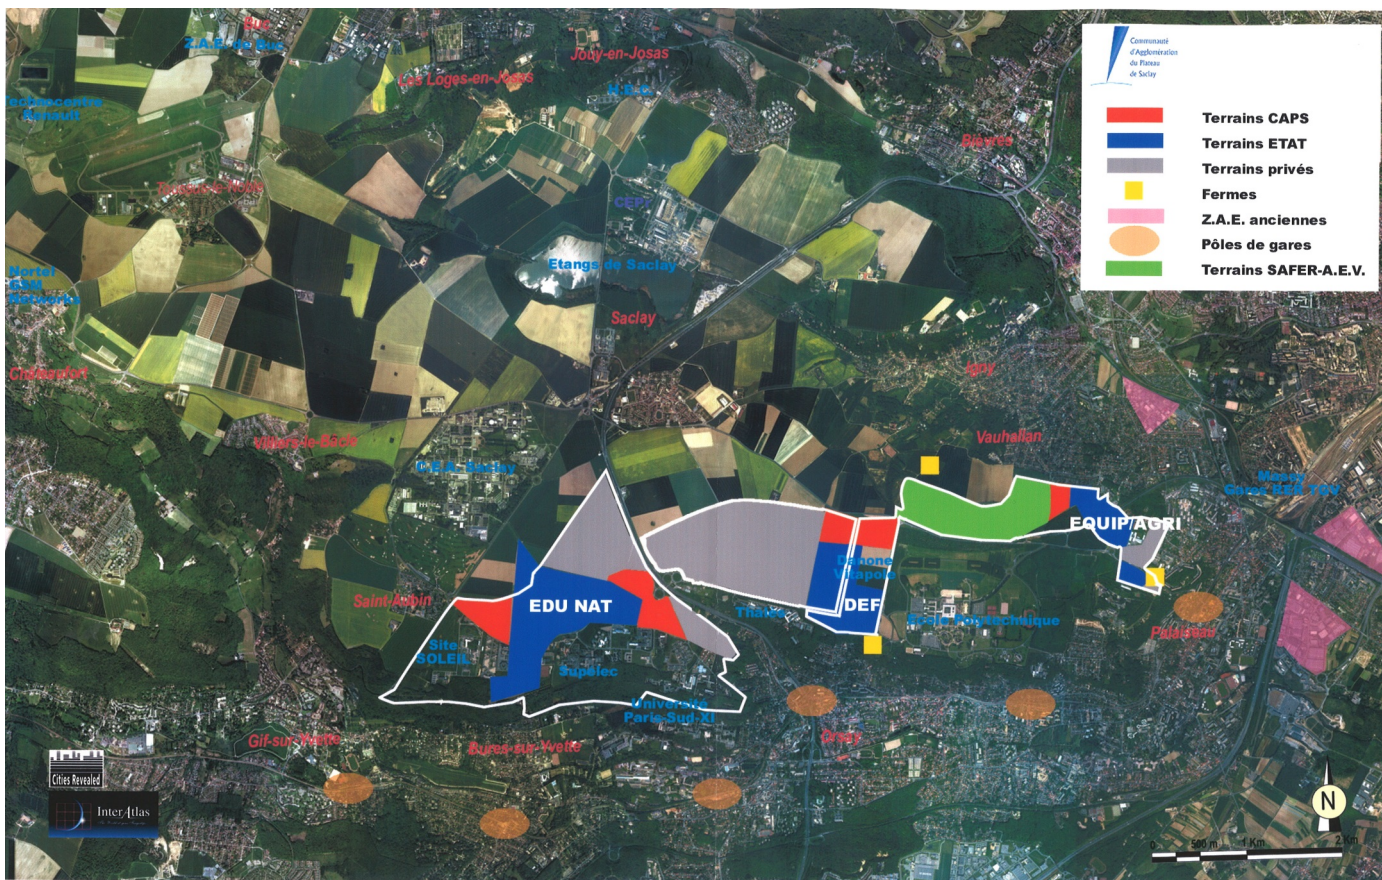 Buc
Z.A.E. de Buc
Jouy-en-Josas
Les Loges-en-Josas
H.E.C.
Technocentre
Renault
Bièvres
Toussus-le-Noble
CEPr
Nortel
GSM
Networks
Etangs de Saclay
Saclay
Châteaufort
Igny
Villiers-le-Bâcle
Vauhallan
C.E.A. Saclay
Massy
Gares RER TGV
EQUIP/AGRI
Danone
Vitapole
Saint-Aubin
EDU NAT
DEF
Thales
Ecole Polytechnique
Palaiseau
Site
SOLEIL
Supélec
Université
Paris-Sud-XI
Orsay
Gif-sur-Yvette
Bures-sur-Yvette
Communauté
d'Agglomération
du Plateau
de Saclay
Terrains CAPS
Terrains ETAT
Terrains privés
Fermes
Z.A.E. anciennes
Pôles de gares
Terrains SAFER-A.E.V.
Cities Revealed
InterAtlas
N
0 500 m 1 Km 2 Km